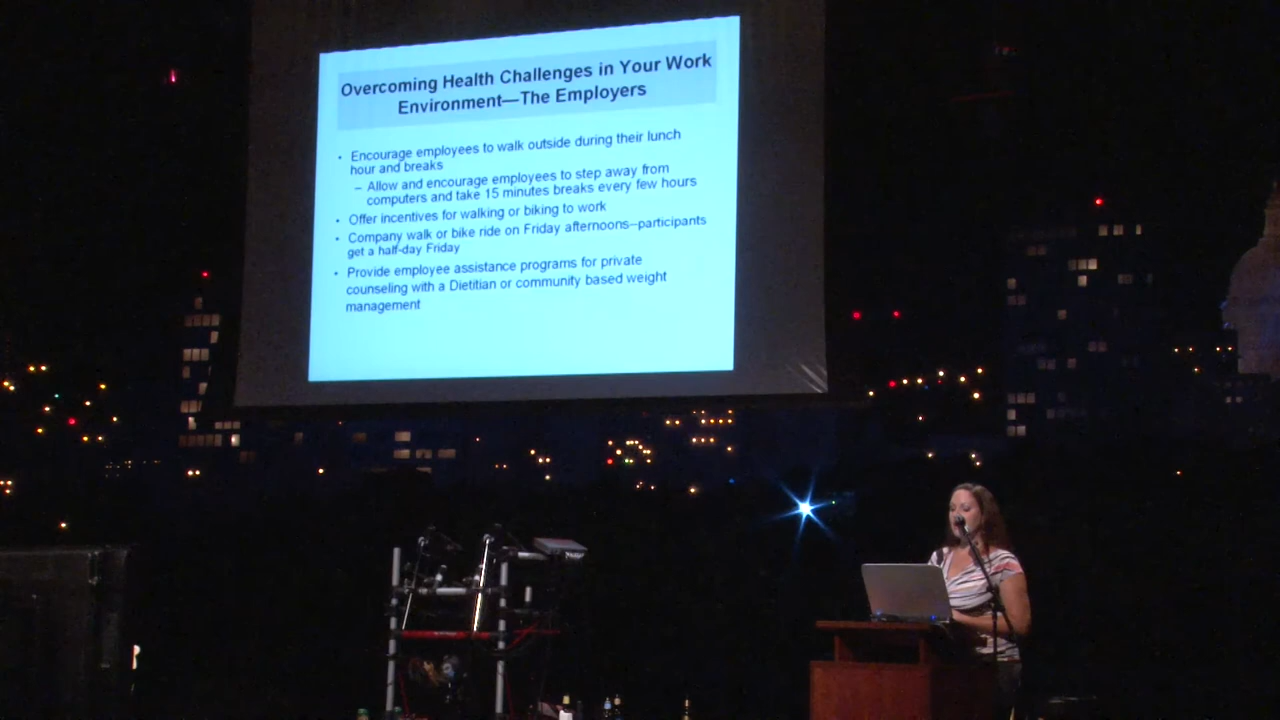 Overcoming Health Challenges in Your Work
Environment—The Employers
• Encourage employees to walk outside during their lunch
hour and breaks
– Allow and encourage employees to step away from
computers and take 15 minutes breaks every few hours
• Offer incentives for walking or biking to work
• Company walk or bike ride on Friday afternoons--participants
get a half-day Friday
• Provide employee assistance programs for private
counseling with a Dietitian or community based weight
management